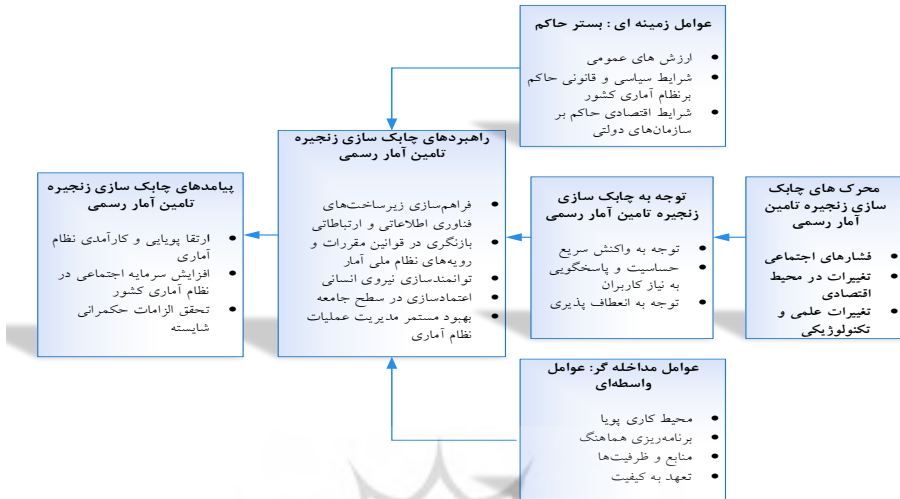 عوامل زمینه ای : بستر حاکم
ارزش های عمومی
شرایط سیاسی و قانونی حاکم
برنظام آماری کشور
شرایط اقتصادی حاکم بر
سازمان‌های دولتی
محرک های چابک
سازی زنجیره تامین
آمار رسمی
فشارهای اجتماعی
تغییرات در محیط
اقتصادی
تغییرات علمی و
تکنولوژیکی
توجه به چابک سازی
زنجیره تامین آمار رسمی
توجه به واکنش سریع
حساسیت و پاسخگویی
به نیاز کاربران
توجه به انعطاف پذیری
راهبردهای چابک سازی زنجیره
تامین آمار رسمی
فراهم‌سازی زیرساخت‌های
فناوری اطلاعاتی و ارتباطاتی
بازنگری در قوانین مقررات و
رویه‌های نظام ملی آمار
توانمندسازی نیروی انسانی
اعتمادسازی در سطح جامعه
بهبود مستمر مدیریت عملیات
نظام آماری
پیامدهای چابک سازی زنجیره
تامین آمار رسمی
ارتقا پویایی و کارآمدی نظام
آماری
افزایش سرمایه اجتماعی در
نظام آماری کشور
تحقق الزامات حکمرانی
شایسته
عوامل مداخله گر: عوامل
واسطه‌ای
محیط کاری پویا
برنامه‌ریزی هماهنگ
منابع و ظرفیت‌ها
تعهد به کیفیت